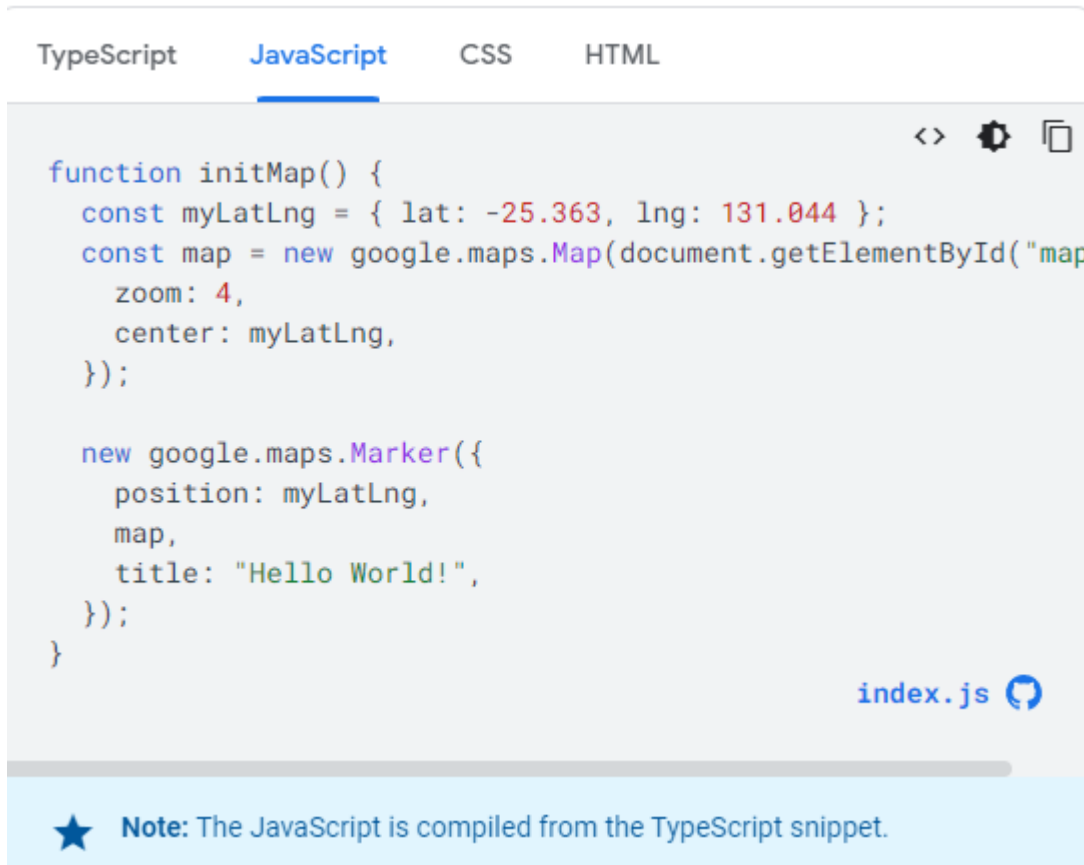 TypeScript JavaScript CSS HTML
function initMap() {
  const myLatLng = { lat: -25.363, lng: 131.044 };
  const map = new google.maps.Map(document.getElementById("map
    zoom: 4,
    center: myLatLng,
  });
  new google.maps.Marker({
    position: myLatLng,
    map,
    title: "Hello World!",
  });
}
index.js
Note: The JavaScript is compiled from the TypeScript snippet.